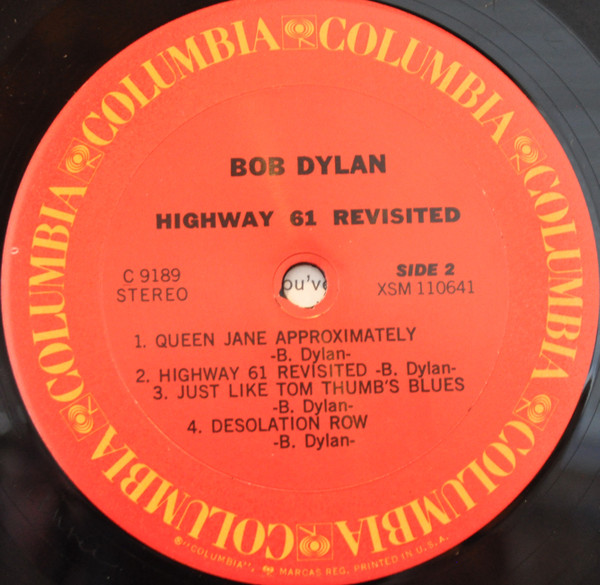 COLUMBIA COLUMBIA COLUMBIA COLUMBIA COLUMBIA COLUMBIA
BOB DYLAN
HIGHWAY 61 REVISITED
C 9189
STEREO
ou've
SIDE 2
XSM 110641
1. QUEEN JANE APPROXIMATELY
-B. Dylan-
2. HIGHWAY 61 REVISITED -B. Dylan-
3. JUST LIKE TOM THUMB'S BLUES
-B. Dylan-
4. DESOLATION ROW
-B. Dylan-
"COLUMBIA", MARCAS REG. PRINTED IN U.S.A.